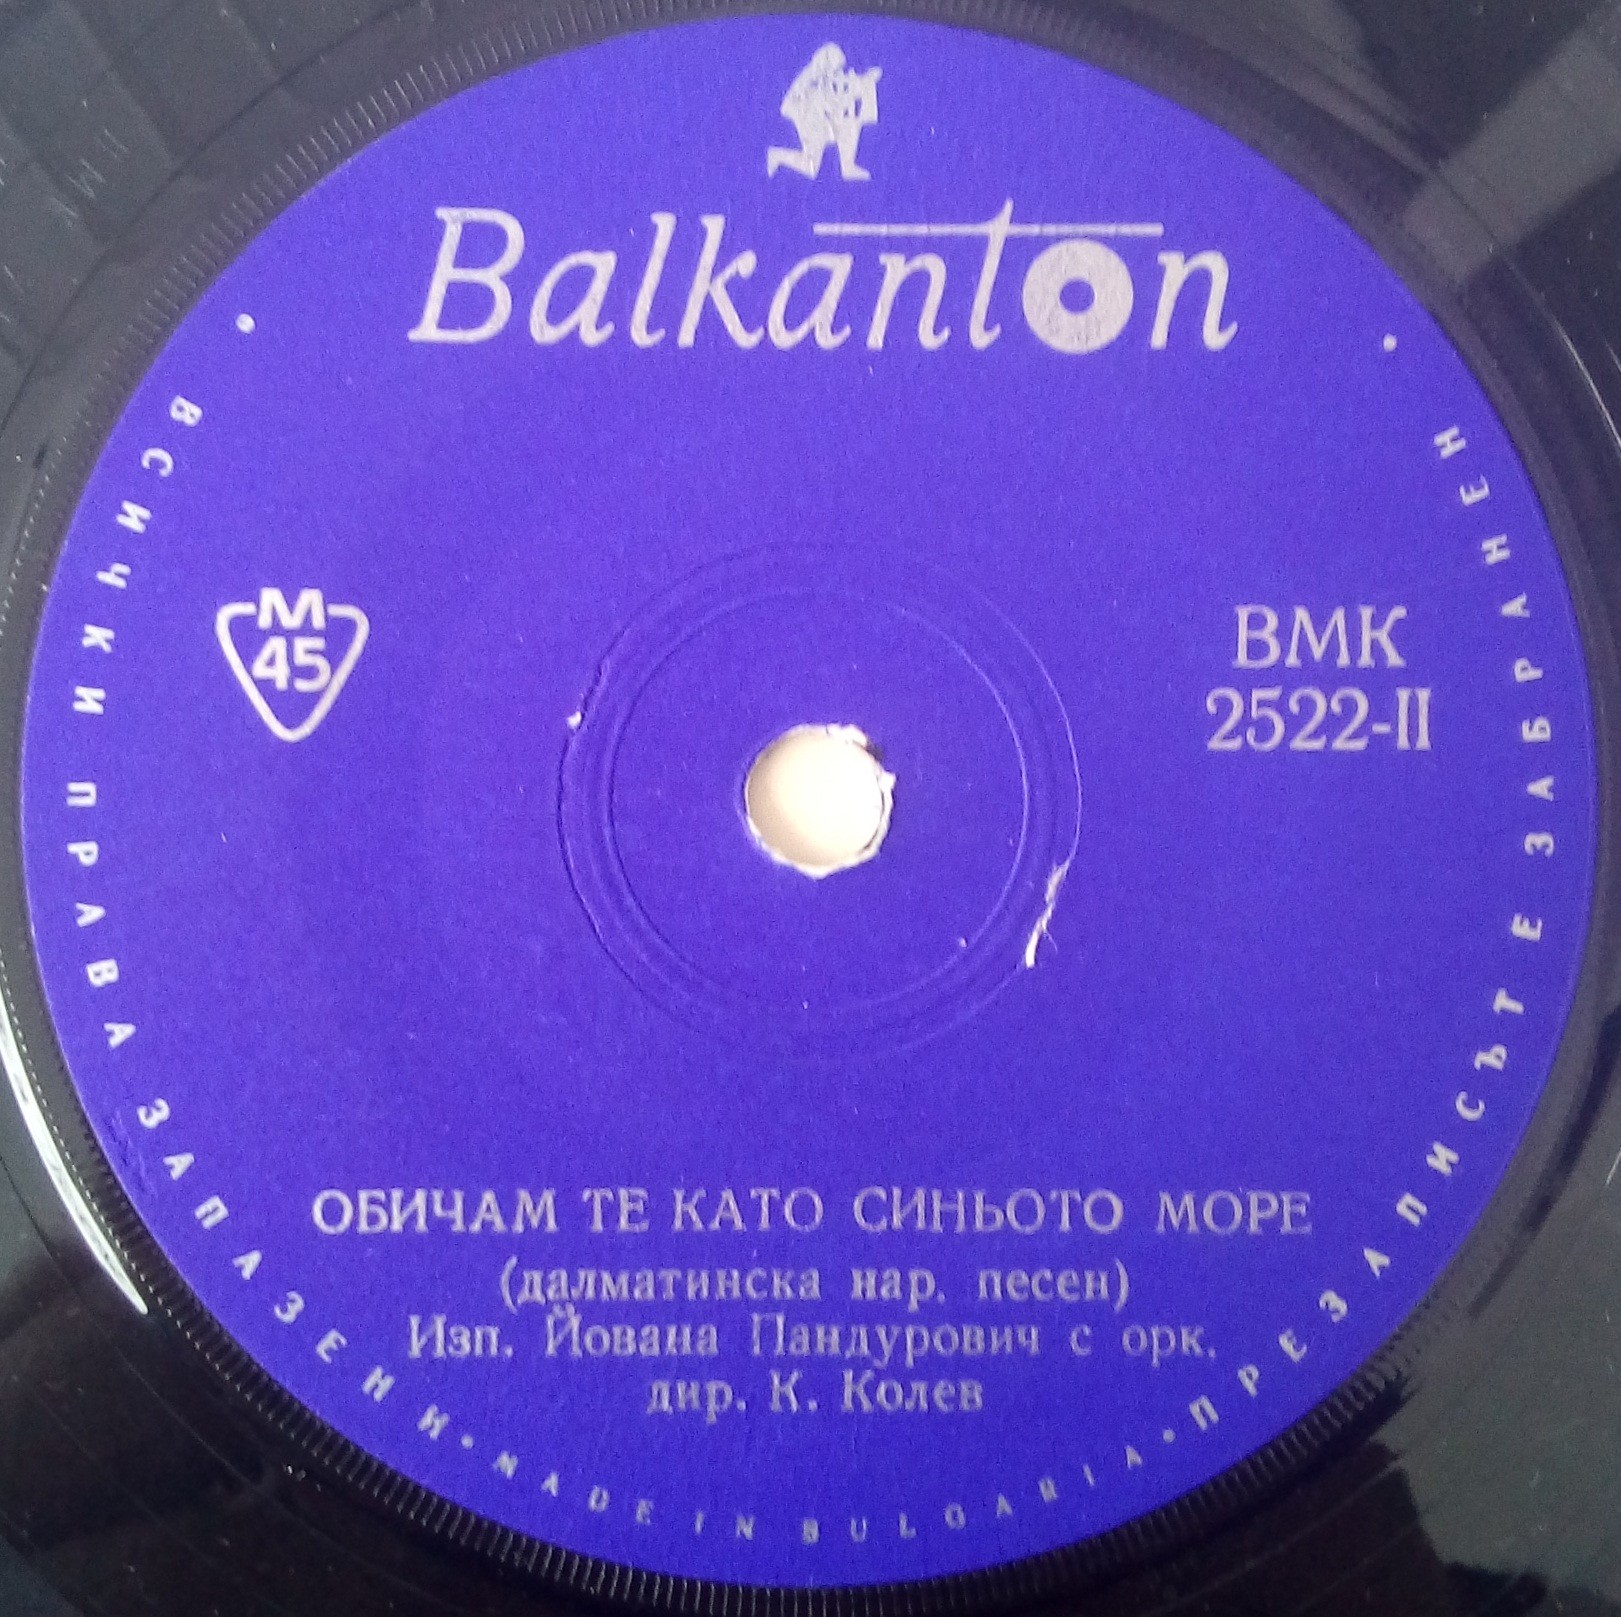 Balkanton
М
45
ВМК
2522-II
ОБИЧАМ ТЕ КАТО СИНЬОТО МОРЕ
(далматинска нар. песен)
Изп. Йована Пандурович с орк.
дир. К. Колев
• ВСИЧКИ ПРАВА ЗАПАЗЕНИ • MADE IN BULGARIA • ПРЕЗАПИСЪТ Е ЗАБРАНЕН •